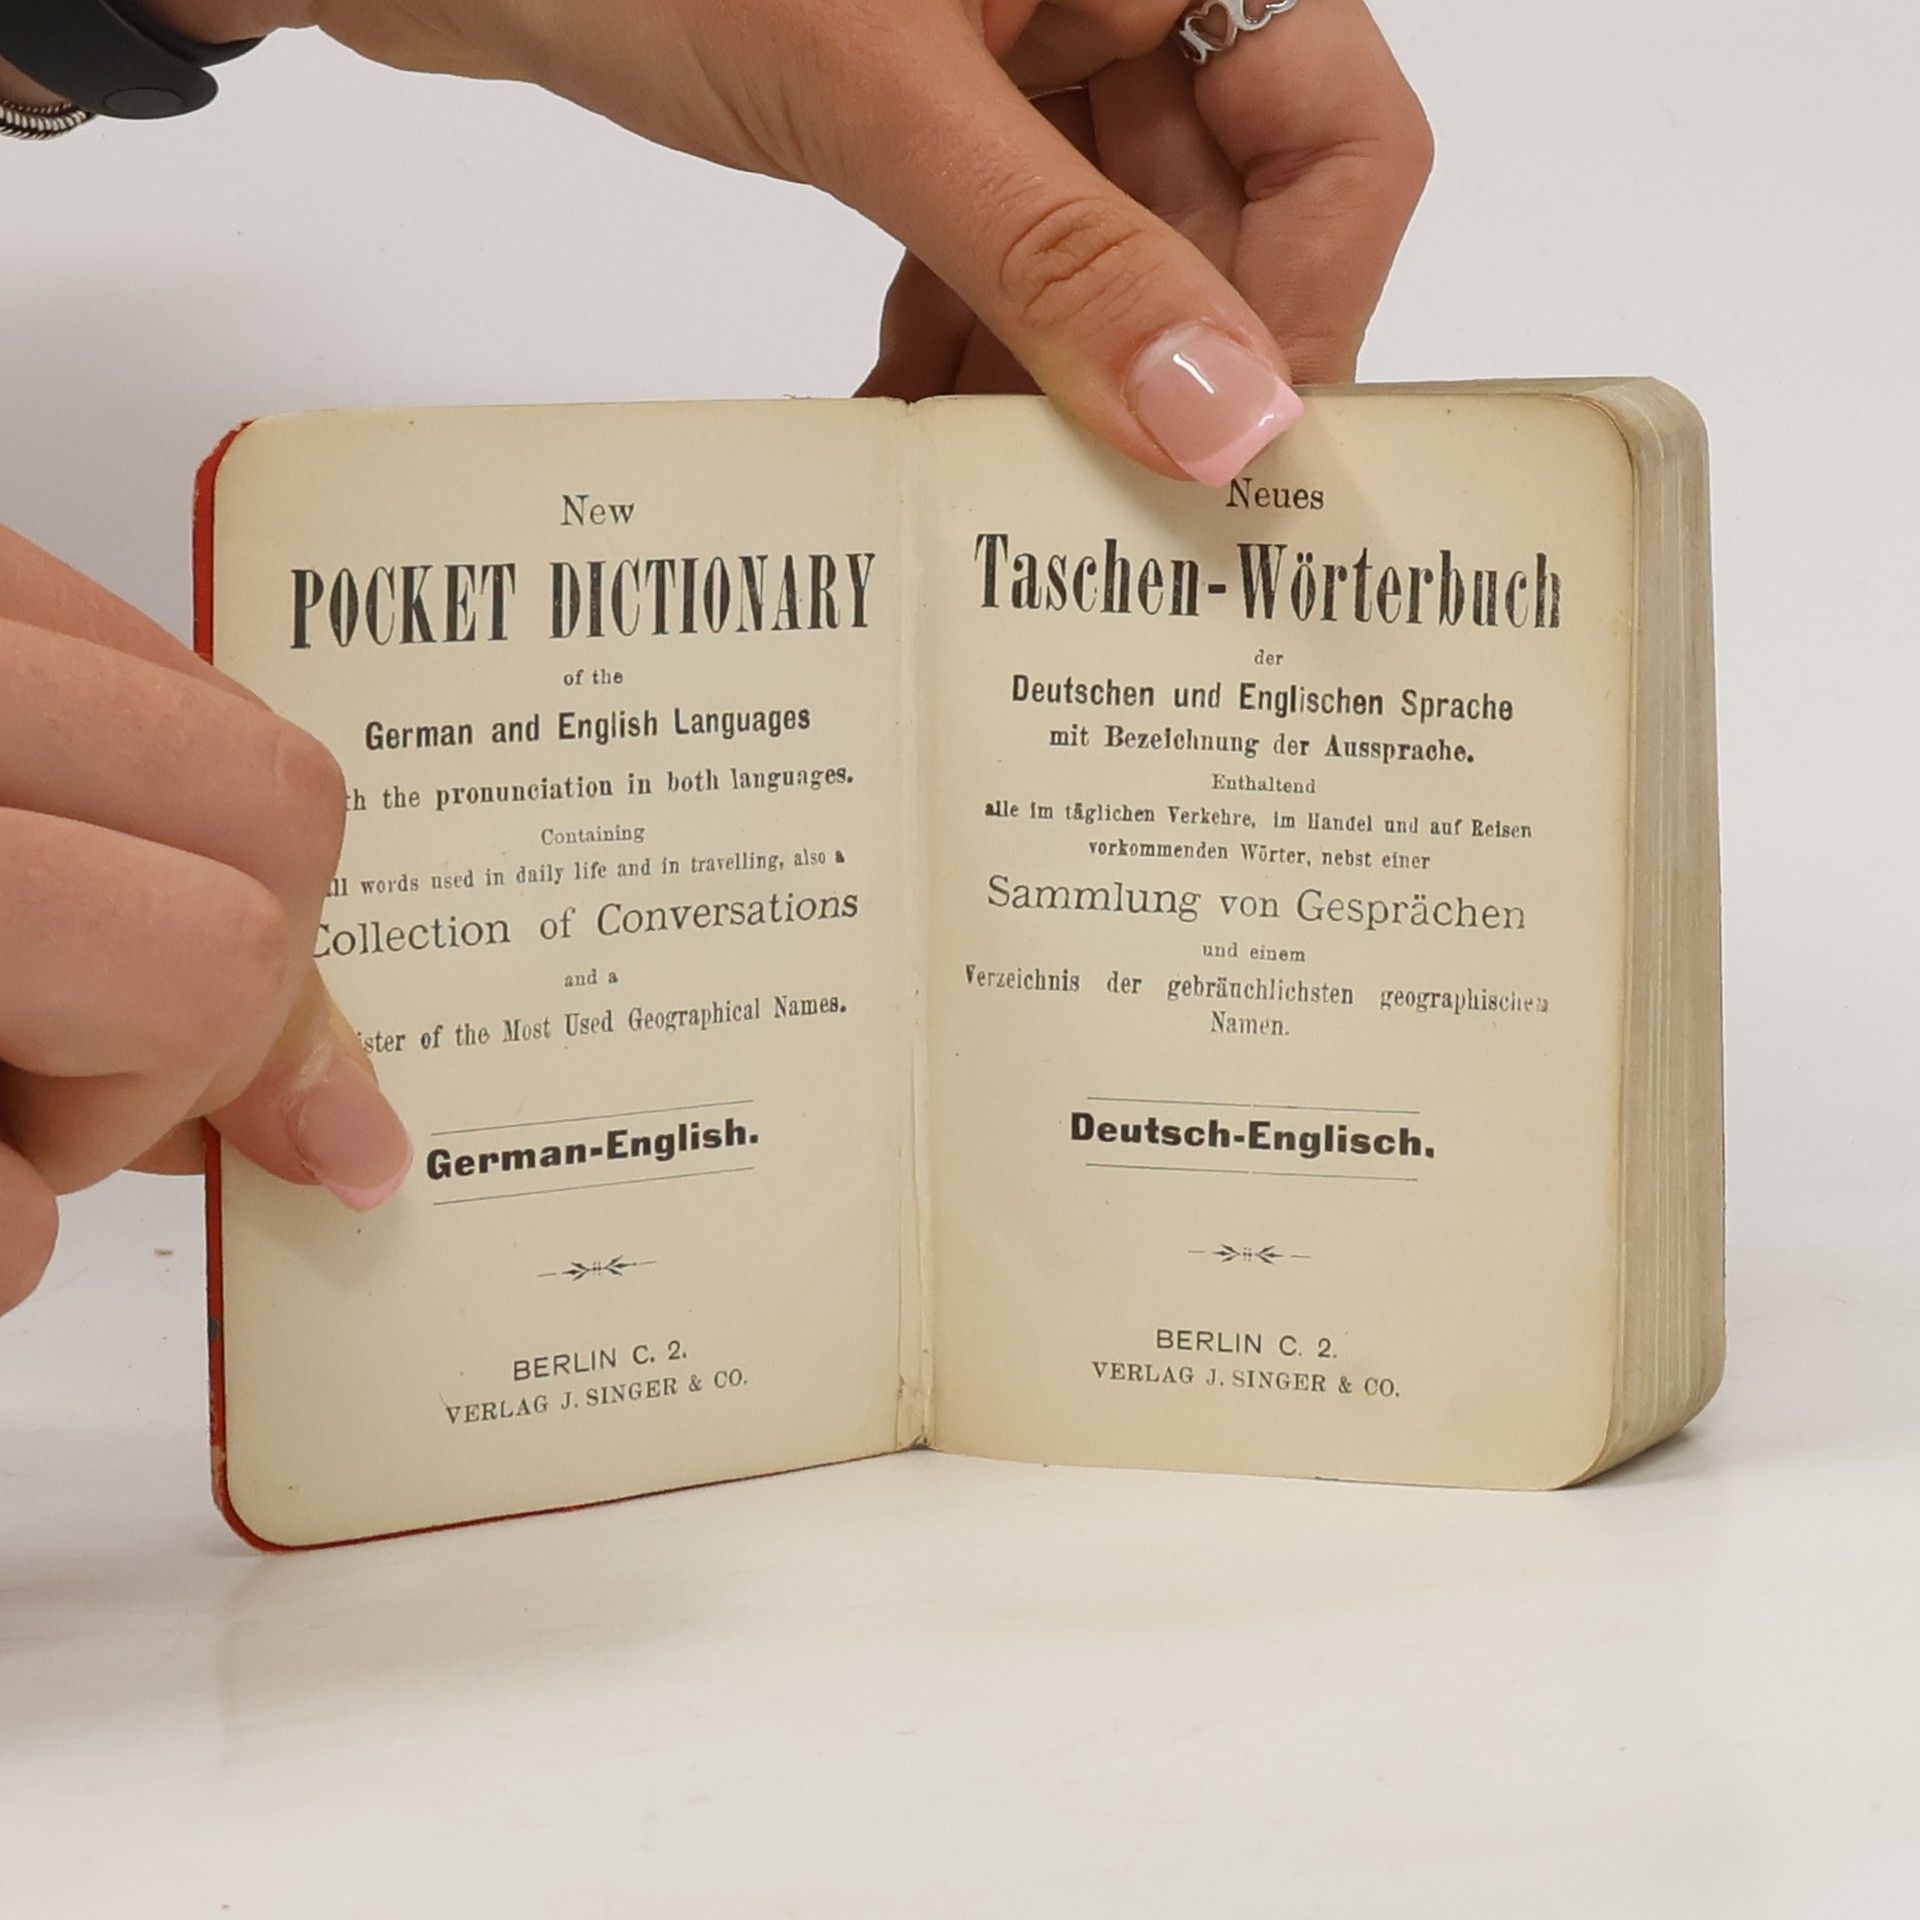 New
POCKET DICTIONARY
of the
German and English Languages
the pronunciation in both languages.
Containing
words used in daily life and in travelling, also a
Collection of Conversations
and a
of the Most Used Geographical Names.
German-English.
BERLIN C. 2.
VERLAG J. SINGER & CO.
Neues
Taschen-Wörterbuch
der
Deutschen und Englischen Sprache
mit Bezeichnung der Aussprache.
Enthaltend
alle im täglichen Verkehre, im Handel und auf Reisen
vorkommenden Wörter, nebst einer
Sammlung von Gesprächen
und einem
Verzeichnis der gebräuchlichsten geographischen
Namen.
Deutsch-Englisch.
BERLIN C. 2.
VERLAG J. SINGER & CO.